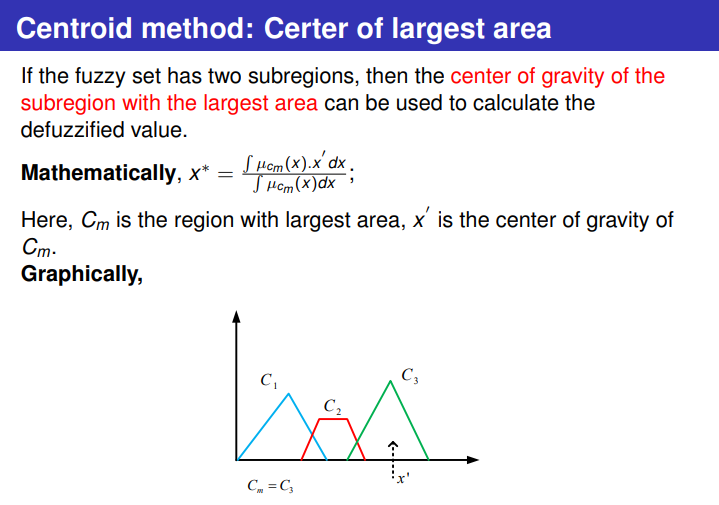 Centroid method: Certer of largest area
If the fuzzy set has two subregions, then the center of gravity of the
subregion with the largest area can be used to calculate the
defuzzified value.
Mathematically, x* = ∫ μcm(x).x′dx / ∫ μcm(x)dx ;
Here, Cm is the region with largest area, x′ is the center of gravity of
Cm.
Graphically,
C1
C2
C3
x'
Cm = C3